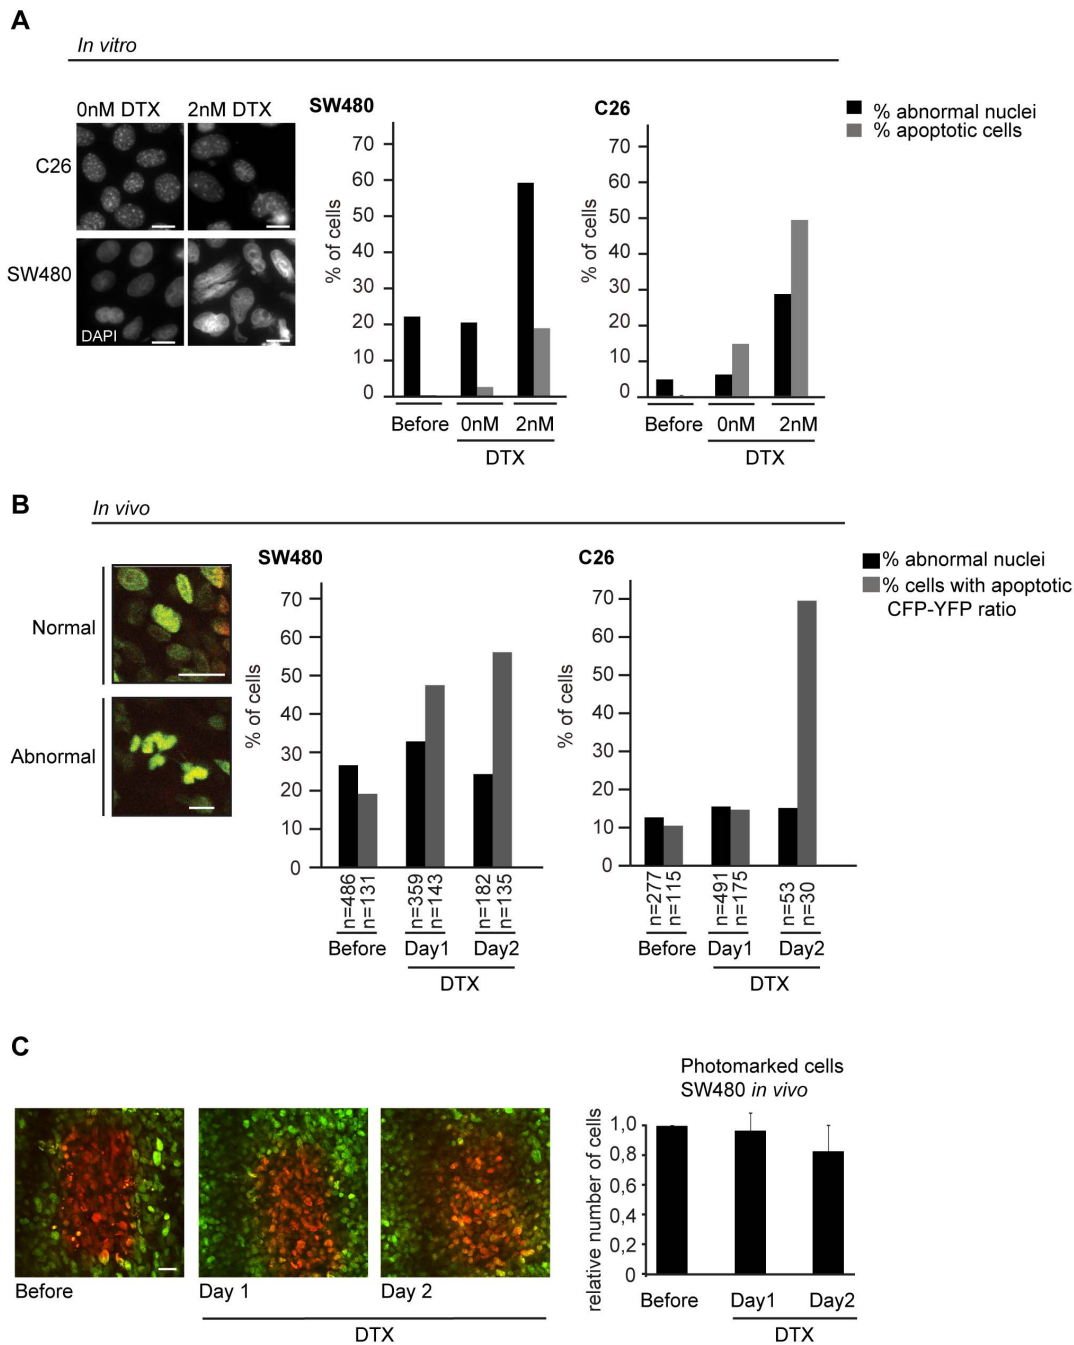 A
In vitro
0nM DTX
2nM DTX
C26
SW480
DAPI
SW480
% of cells
70
60
50
40
30
20
10
0
Before
0nM
2nM
DTX
C26
% of cells
70
60
50
40
30
20
10
0
Before
0nM
2nM
DTX
% abnormal nuclei
% apoptotic cells
B
In vivo
Normal
Abnormal
SW480
% of cells
70
60
50
40
30
20
10
0
n=486
n=131
n=359
n=143
n=182
n=135
Before
Day1
Day2
DTX
C26
% of cells
70
60
50
40
30
20
10
0
n=277
n=115
n=491
n=175
n=53
n=30
Before
Day1
Day2
DTX
% abnormal nuclei
% cells with apoptotic
CFP-YFP ratio
C
Before
Day 1
Day 2
DTX
Photomarked cells
SW480 in vivo
relative number of cells
1,0
0,8
0,6
0,4
0,2
0
Before
Day1
Day2
DTX